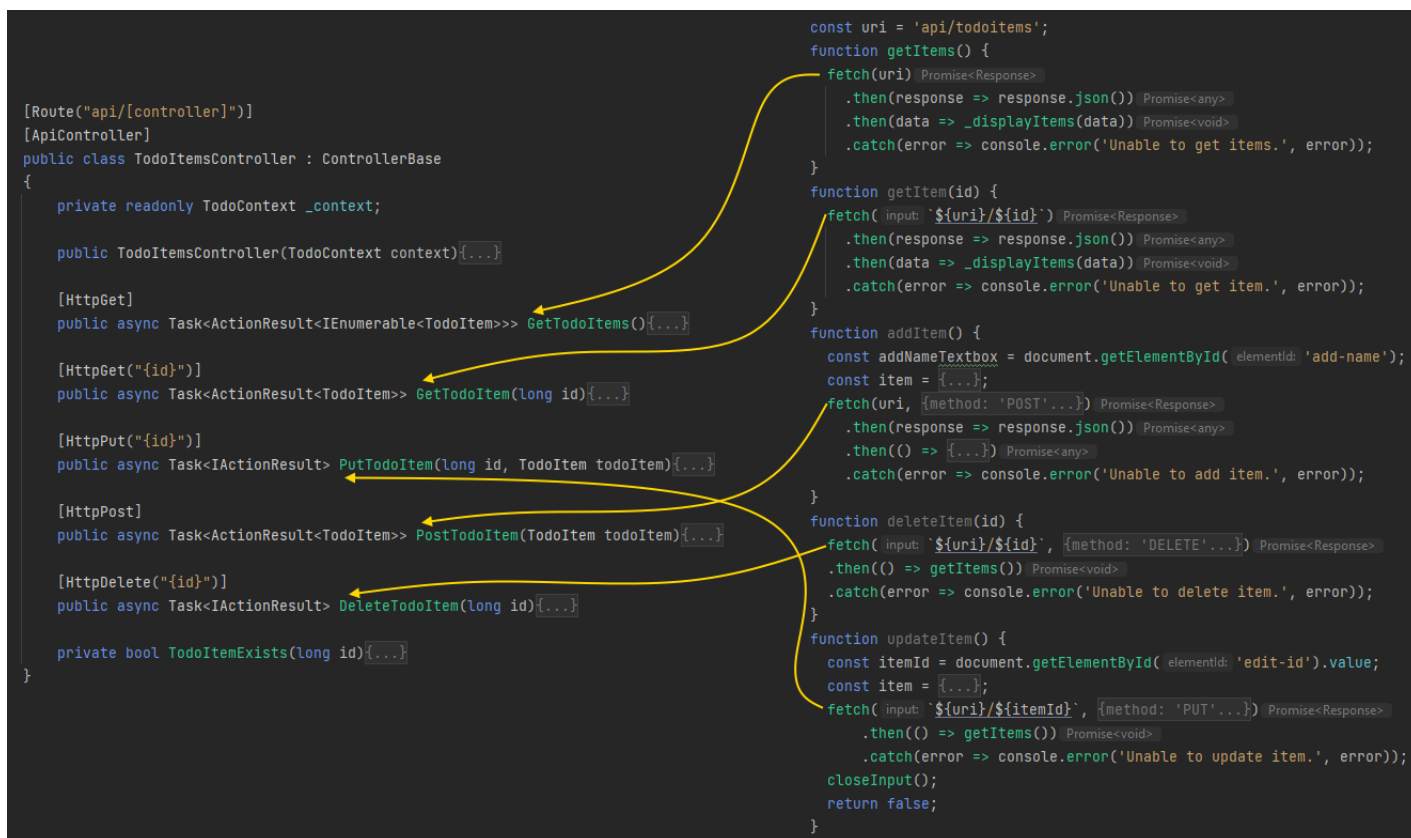 [Route("api/[controller]")]
[ApiController]
public class TodoItemsController : ControllerBase
{
private readonly TodoContext _context;
public TodoItemsController(TodoContext context){...}
[HttpGet]
public async Task<ActionResult<IEnumerable<TodoItem>>> GetTodoItems(){...}
[HttpGet("{id}")]
public async Task<ActionResult<TodoItem>> GetTodoItem(long id){...}
[HttpPut("{id}")]
public async Task<IActionResult> PutTodoItem(long id, TodoItem todoItem){...}
[HttpPost]
public async Task<ActionResult<TodoItem>> PostTodoItem(TodoItem todoItem){...}
[HttpDelete("{id}")]
public async Task<IActionResult> DeleteTodoItem(long id){...}
private bool TodoItemExists(long id){...}
}
const uri = 'api/todoitems';
function getItems() {
fetch(uri) Promise<Response>
.then(response => response.json()) Promise<any>
.then(data => _displayItems(data)) Promise<void>
.catch(error => console.error('Unable to get items.', error));
}
function getItem(id) {
fetch( input: `${uri}/${id}`) Promise<Response>
.then(response => response.json()) Promise<any>
.then(data => _displayItems(data)) Promise<void>
.catch(error => console.error('Unable to get item.', error));
}
function addItem() {
const addNameTextbox = document.getElementById( elementId: 'add-name');
const item = {...};
fetch(uri, {method: 'POST'...}) Promise<Response>
.then(response => response.json()) Promise<any>
.then(() => {...}) Promise<any>
.catch(error => console.error('Unable to add item.', error));
}
function deleteItem(id) {
fetch( input: `${uri}/${id}`, {method: 'DELETE'...}) Promise<Response>
.then(() => getItems()) Promise<void>
.catch(error => console.error('Unable to delete item.', error));
}
function updateItem() {
const itemId = document.getElementById( elementId: 'edit-id').value;
const item = {...};
fetch( input: `${uri}/${itemId}`, {method: 'PUT'...}) Promise<Response>
.then(() => getItems()) Promise<void>
.catch(error => console.error('Unable to update item.', error));
closeInput();
return false;
}